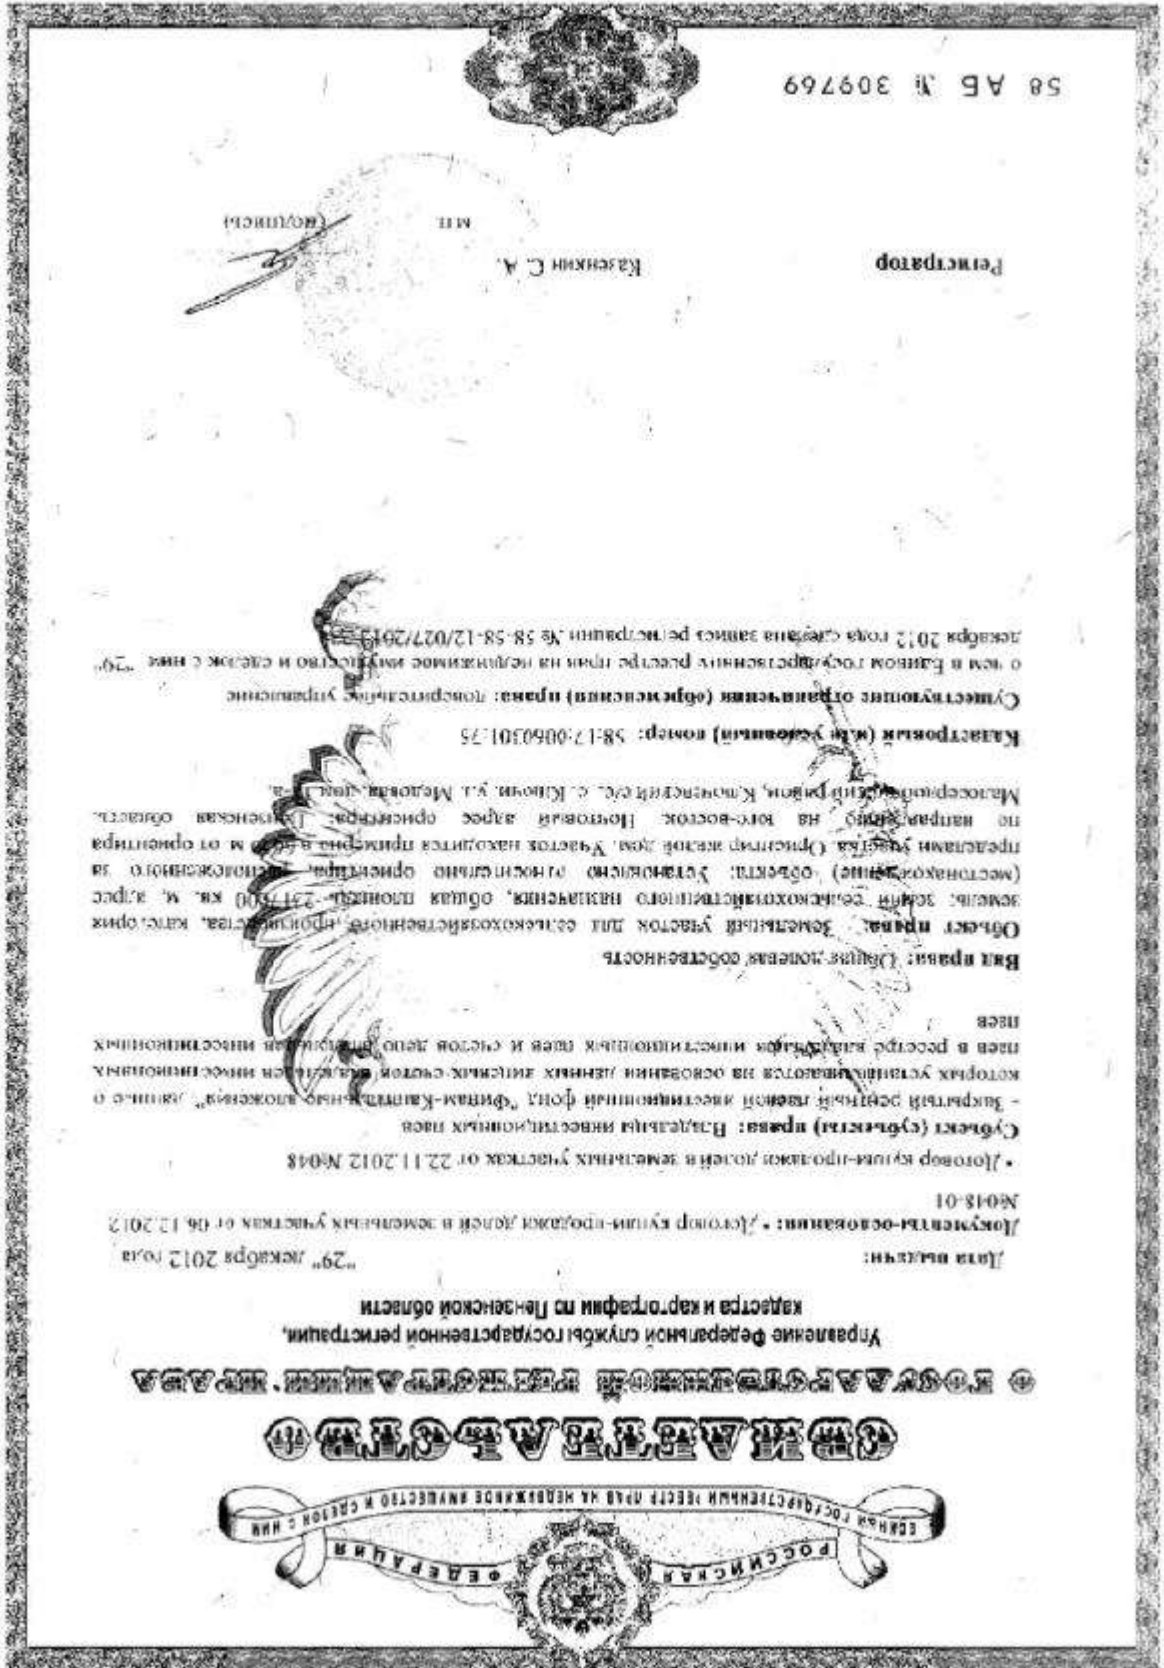 РОССИЙСКАЯ ФЕДЕРАЦИЯ
ЕДИНЫЙ ГОСУДАРСТВЕННЫЙ РЕЕСТР ПРАВ НА НЕДВИЖИМОЕ ИМУЩЕСТВО И СДЕЛОК С НИМ
СВИДЕТЕЛЬСТВО
О ГОСУДАРСТВЕННОЙ РЕГИСТРАЦИИ ПРАВА
Управление Федеральной службы государственной регистрации,
кадастра и картографии по Пензенской области
Дата выдачи: "29" декабря 2012 года
Документы-основания: • Договор купли-продажи долей в земельных участках от 06.12.2012
№048-01
• Договор купли-продажи долей в земельных участках от 22.11.2012 №048
Субъект (субъекты) права: Владельцы инвестиционных паев
- Закрытый рентный паевой инвестиционный фонд "Финам-Капитальные вложения" данные о
которых устанавливаются на основании данных лицевых счетов владельцев инвестиционных
паев в реестре владельцев инвестиционных паев и счетов депо владельцев инвестиционных
паев
Вид права: Общая долевая собственность
Объект права: Земельный участок для сельскохозяйственного производства, категория
земель: земли сельскохозяйственного назначения, общая площадь кв. м, адрес
(местонахождение) объекта: Установлено относительно ориентира, расположенного за
пределами участка. Ориентир жилой дом. Участок находится примерно в м от ориентира
по направлению на юго-восток. Почтовый адрес ориентира: Пензенская область,
Малосердобинский район, Ключевский с/с, с. Ключи, ул. Медовая, дом
Кадастровый (или условный) номер: 58:17:0060301:75
Существующие ограничения (обременения) права: доверительное управление
о чем в Едином государственном реестре прав на недвижимое имущество и сделок с ним "29"
декабря 2012 года сделана запись регистрации № 58-58-12/027/2012-
Регистратор Казенкин С. А.
М.П. (подпись)
58 АБ № 309769